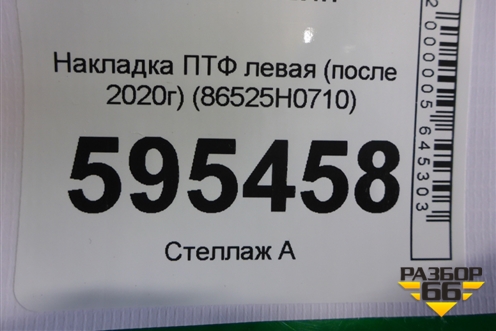 Накладка ПТФ левая (после
2020г) (86525H0710)
595458
Стеллаж А
2000005645303
РАЗБОР
66